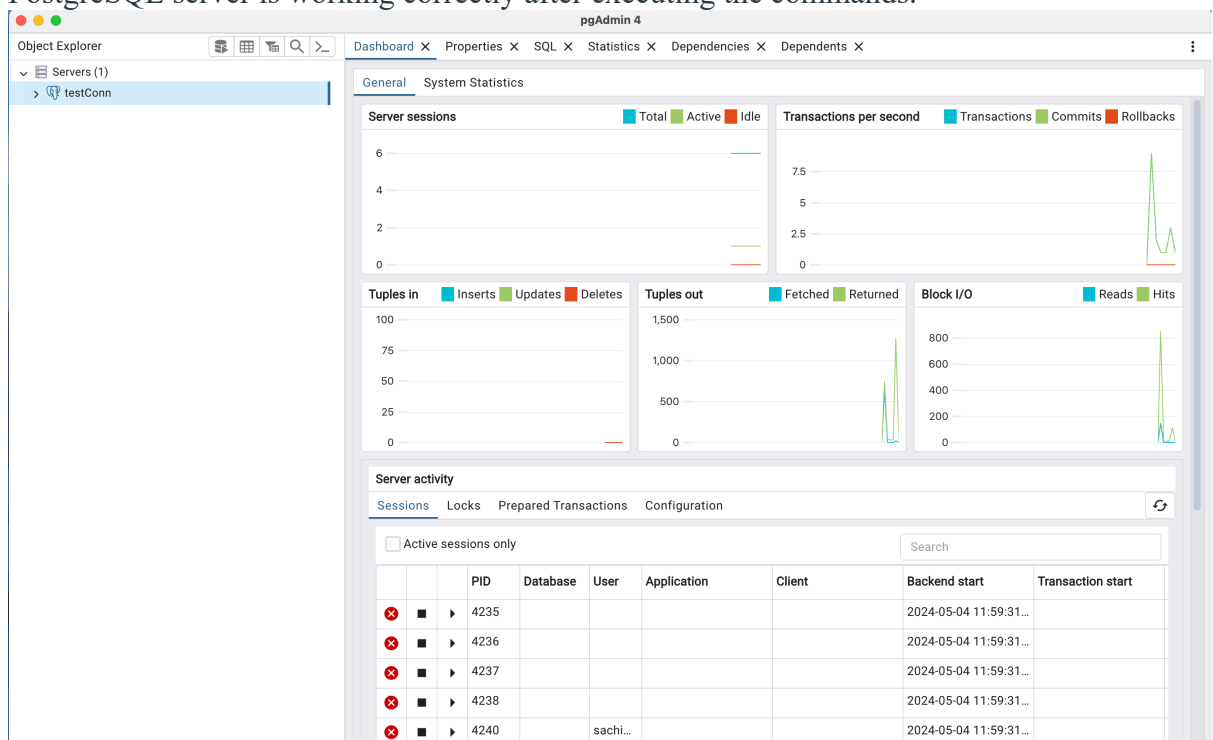 PostgreSQL server is working correctly after executing the commands.
pgAdmin 4
Object Explorer
Dashboard Properties SQL Statistics Dependencies Dependents
Servers (1)
testConn
General System Statistics
Server sessions Total Active Idle
6
4
2
0
Transactions per second Transactions Commits Rollbacks
7.5
5
2.5
0
Tuples in Inserts Updates Deletes
100
75
50
25
0
Tuples out Fetched Returned
1,500
1,000
500
0
Block I/O Reads Hits
800
600
400
200
0
Server activity
Sessions Locks Prepared Transactions Configuration
Active sessions only Search
PID Database User Application Client Backend start Transaction start
4235 2024-05-04 11:59:31...
4236 2024-05-04 11:59:31...
4237 2024-05-04 11:59:31...
4238 2024-05-04 11:59:31...
4240 sachi... 2024-05-04 11:59:31...